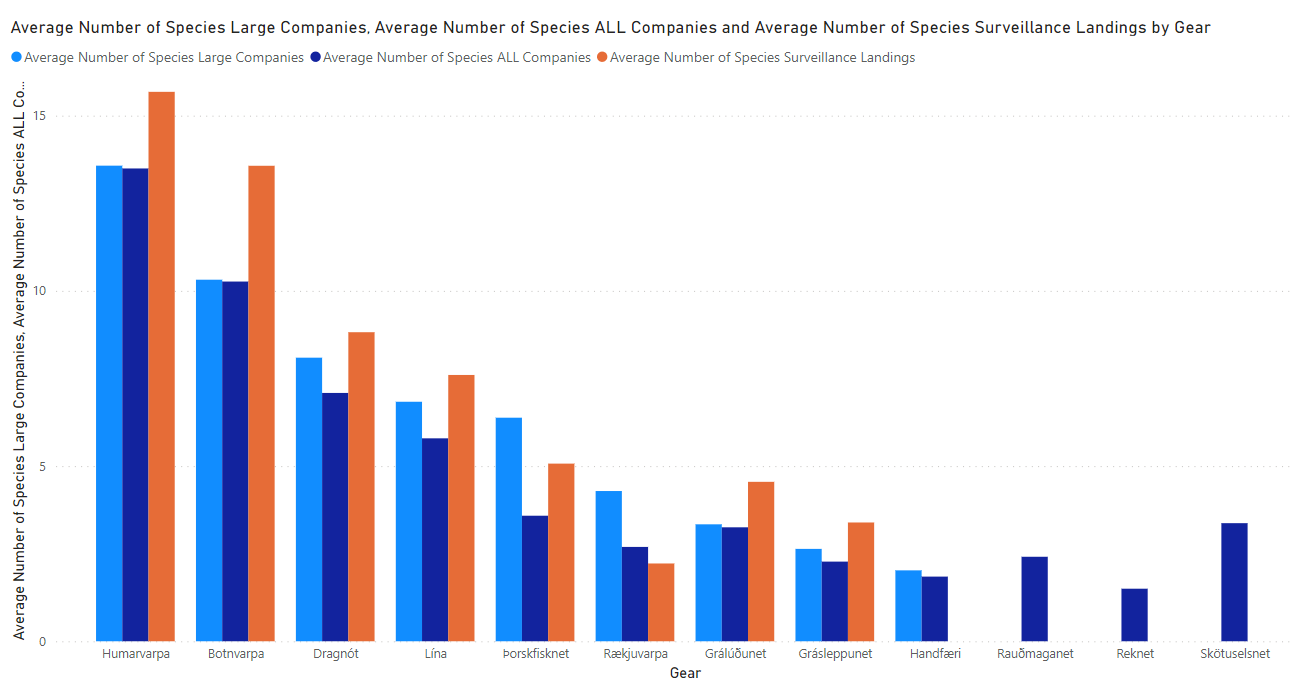 Average Number of Species Large Companies, Average Number of Species ALL Companies and Average Number of Species Surveillance Landings by Gear
Average Number of Species Large Companies Average Number of Species ALL Companies Average Number of Species Surveillance Landings
Average Number of Species Large Companies, Average Number of Species ALL Co...
15
10
5
0
Humarvarpa Botnvarpa Dragnót Lína Þorskfisknet Rækjuvarpa Grálúðunet Grásleppunet Handfæri Rauðmaganet Reknet Skötuselsnet
Gear